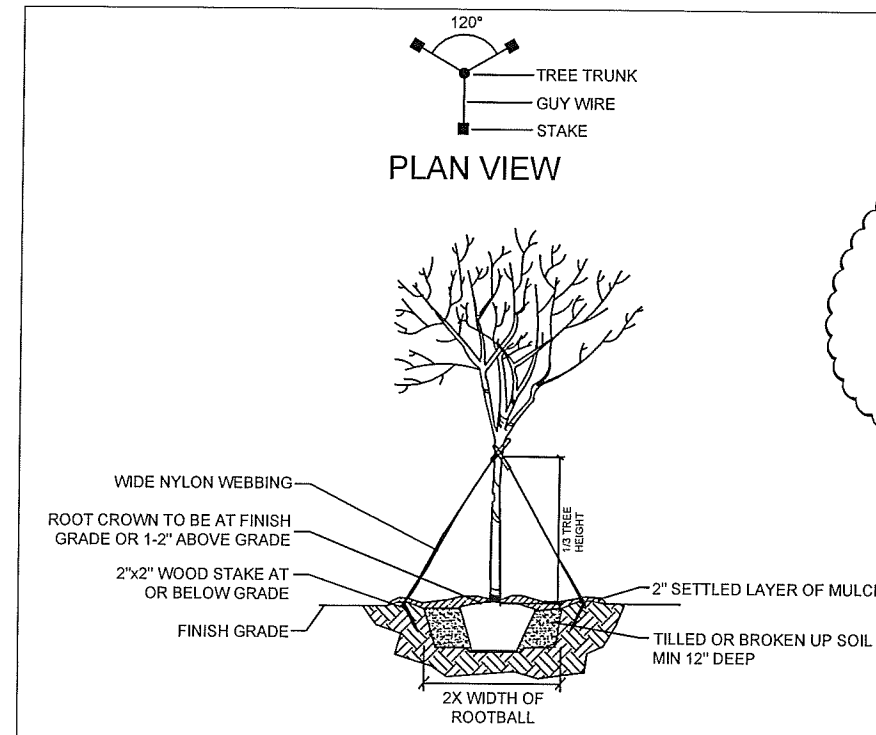 120°
TREE TRUNK
GUY WIRE
STAKE
PLAN VIEW
WIDE NYLON WEBBING
ROOT CROWN TO BE AT FINISH
GRADE OR 1-2" ABOVE GRADE
2"x2" WOOD STAKE AT
OR BELOW GRADE
FINISH GRADE
1/3 TREE
HEIGHT
2" SETTLED LAYER OF MULC
TILLED OR BROKEN UP SOIL
MIN 12" DEEP
2X WIDTH OF
ROOTBALL